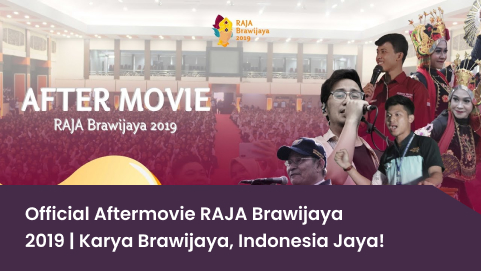 RAJA
Brawijaya
2019
AFTER MOVIE
RAJA Brawijaya 2019
Official Aftermovie RAJA Brawijaya
2019 | Karya Brawijaya, Indonesia Jaya!